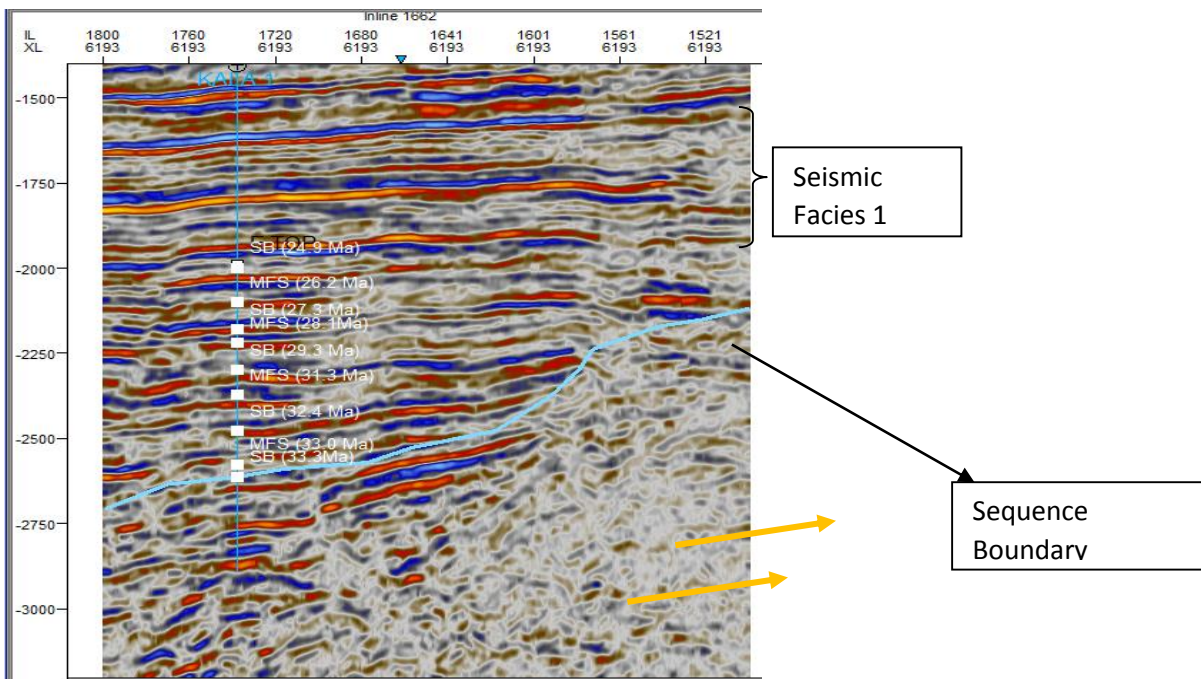 Inline 1662
IL 1800 1760 1720 1680 1641 1601 1561 1521
XL 6193 6193 6193 6193 6193 6193 6193 6193
-1500
-1750
-2000
-2250
-2500
-2750
-3000
SB (24.9 Ma)
MFS (26.2 Ma)
SB (27.3 Ma)
MFS (28.1Ma)
SB (29.3 Ma)
MFS (31.3 Ma)
SB (32.4 Ma)
MFS (33.0 Ma)
SB (33.3Ma)
Seismic
Facies 1
Sequence
Boundary